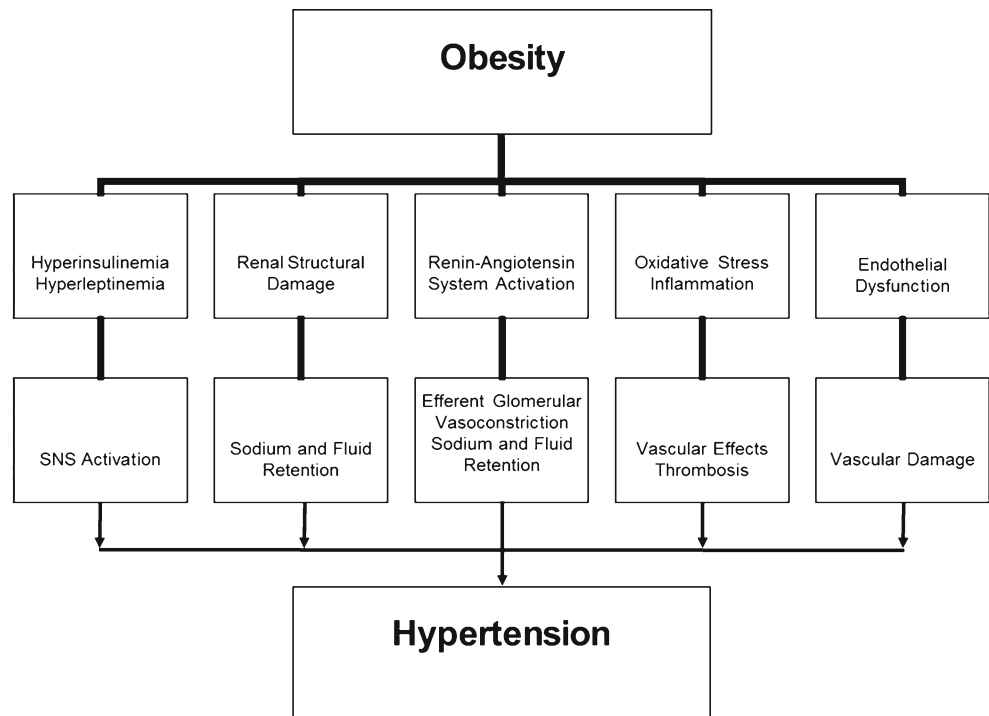 Obesity
Hyperinsulinemia
Hyperleptinemia
Renal Structural
Damage
Renin-Angiotensin
System Activation
Oxidative Stress
Inflammation
Endothelial
Dysfunction
SNS Activation
Sodium and Fluid
Retention
Efferent Glomerular
Vasoconstriction
Sodium and Fluid
Retention
Vascular Effects
Thrombosis
Vascular Damage
Hypertension